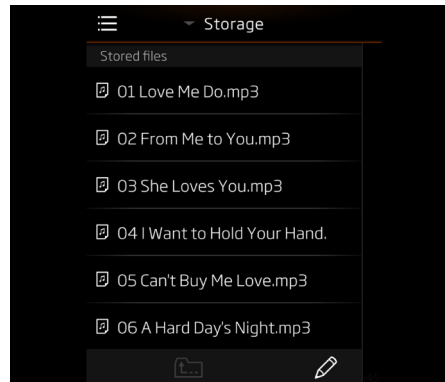 Storage
Stored files
01 Love Me Do.mp3
02 From Me to You.mp3
03 She Loves You.mp3
04 I Want to Hold Your Hand.
05 Can't Buy Me Love.mp3
06 A Hard Day's Night.mp3
t...